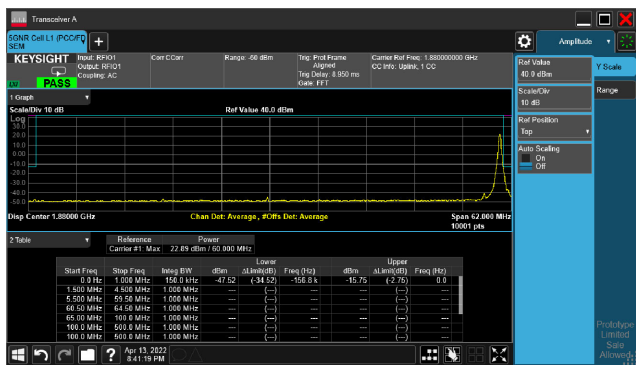 Transceiver A
5GNR Cell L1 (PCC/FD
SEM
+
Amplitude
KEYSIGHT
Input: RFIO1
Output: RFIO1
Coupling: AC
Corr CCorr
Range: -60 dBm
Trig: Prot Frame
Aligned
Trig Delay: 8.950 ms
Gate: FFT
Carrier Ref Freq: 1.880000000 GHz
CC Info: Uplink, 1 CC
PASS
Ref Value
40.0 dBm
Y Scale
Scale/Div
10 dB
Range
Ref Position
Top
Auto Scaling
On
Off
1 Graph
Scale/Div 10 dB
Ref Value 40.0 dBm
Log
30.0
20.0
10.0
0.00
-10.0
-20.0
-30.0
-40.0
-50.0
Disp Center 1.88000 GHz
Chan Det: Average, #Offs Det: Average
Span 62.000 MHz
10001 pts
2 Table
Reference Power
Carrier #1: Max 22.89 dBm / 60.000 MHz
Lower Upper
Start Freq Stop Freq Integ BW dBm ΔLimit(dB) Freq (Hz) dBm ΔLimit(dB) Freq (Hz)
0.0 Hz 1.000 MHz 150.0 kHz -47.52 (-34.52) -156.8 k -15.75 (-2.75) 0.0
1.500 MHz 4.500 MHz 1.000 MHz --- (---) --- --- (---) ---
5.500 MHz 59.50 MHz 1.000 MHz --- (---) --- --- (---) ---
60.50 MHz 64.50 MHz 1.000 MHz --- (---) --- --- (---) ---
65.00 MHz 100.0 MHz 1.000 MHz --- (---) --- --- (---) ---
100.0 MHz 500.0 MHz 1.000 MHz --- (---) --- --- (---) ---
100.0 MHz 500.0 MHz 1.000 MHz --- (---) --- --- (---) ---
Prototype
Limited
Sale
Allowed
?
Apr 13, 2022
8:41:19 PM